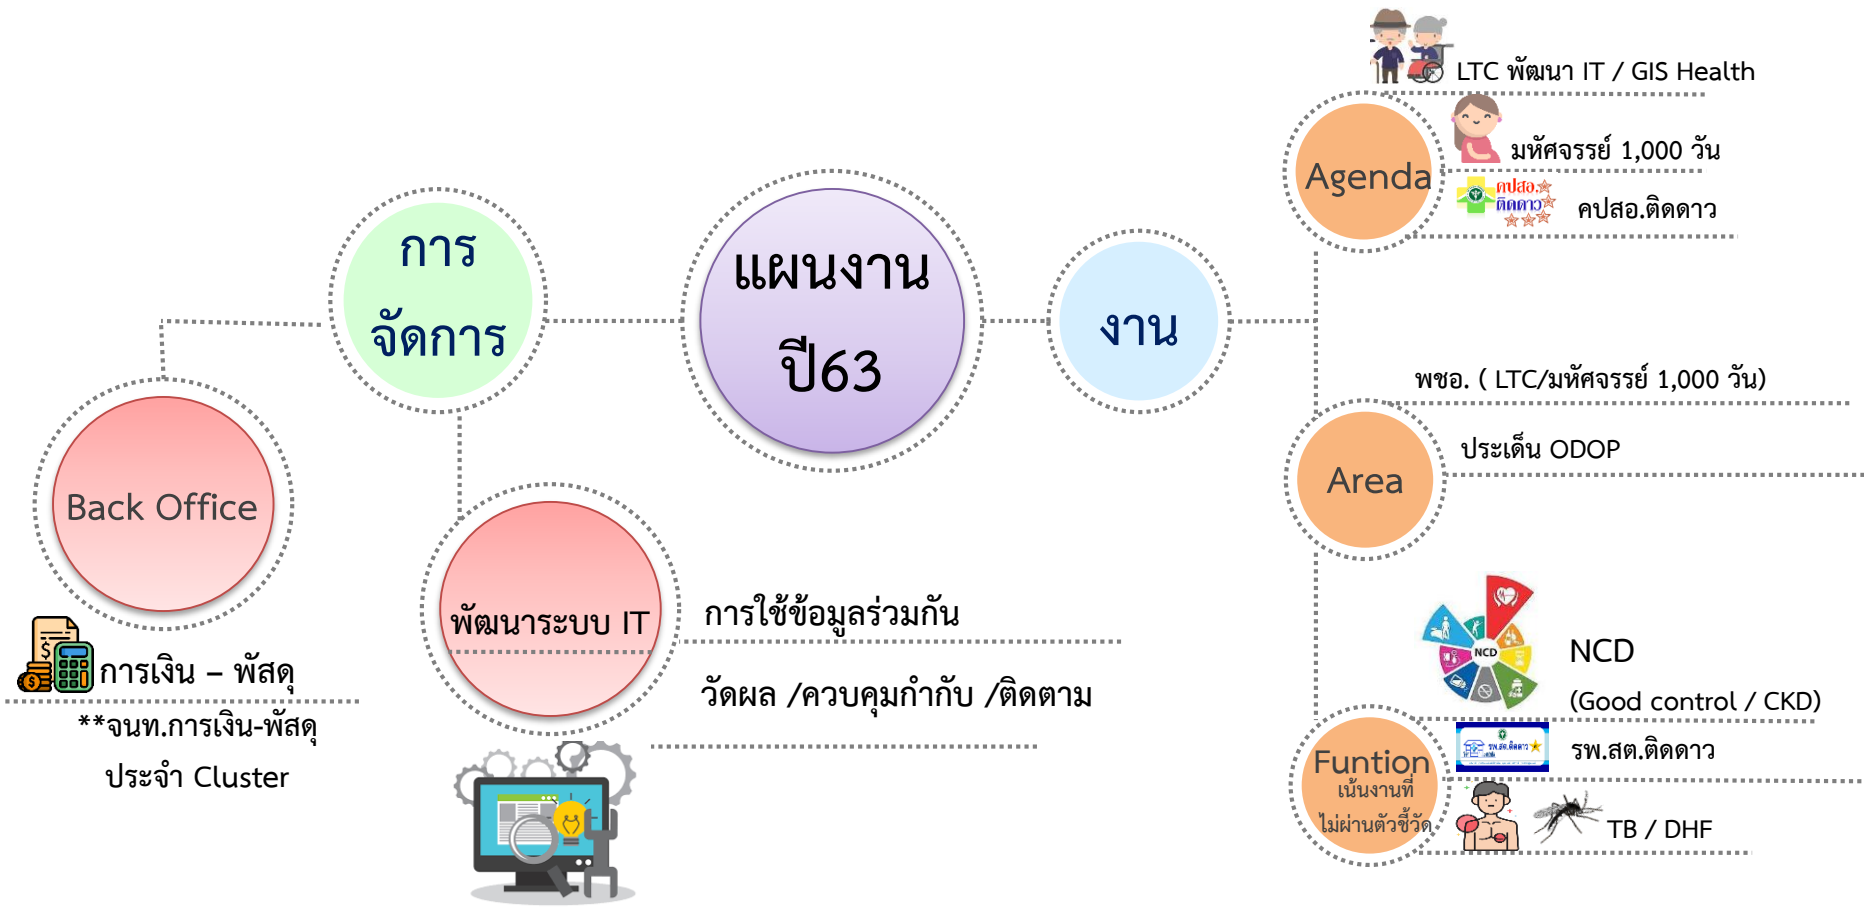 แผนงาน
ปี63
การ
จัดการ
Back Office
การเงิน – พัสดุ
**จนท.การเงิน-พัสดุ
ประจำ Cluster
พัฒนาระบบ IT
การใช้ข้อมูลร่วมกัน
วัดผล /ควบคุมกำกับ /ติดตาม
งาน
Agenda
LTC พัฒนา IT / GIS Health
มหัศจรรย์ 1,000 วัน
คปสอ.
ติดดาว
คปสอ.ติดดาว
Area
พชอ. ( LTC/มหัศจรรย์ 1,000 วัน)
ประเด็น ODOP
Funtion
เน้นงานที่
ไม่ผ่านตัวชี้วัด
NCD
NCD
(Good control / CKD)
รพ.สต.ติดดาว
รพ.สต.ติดดาว
TB / DHF